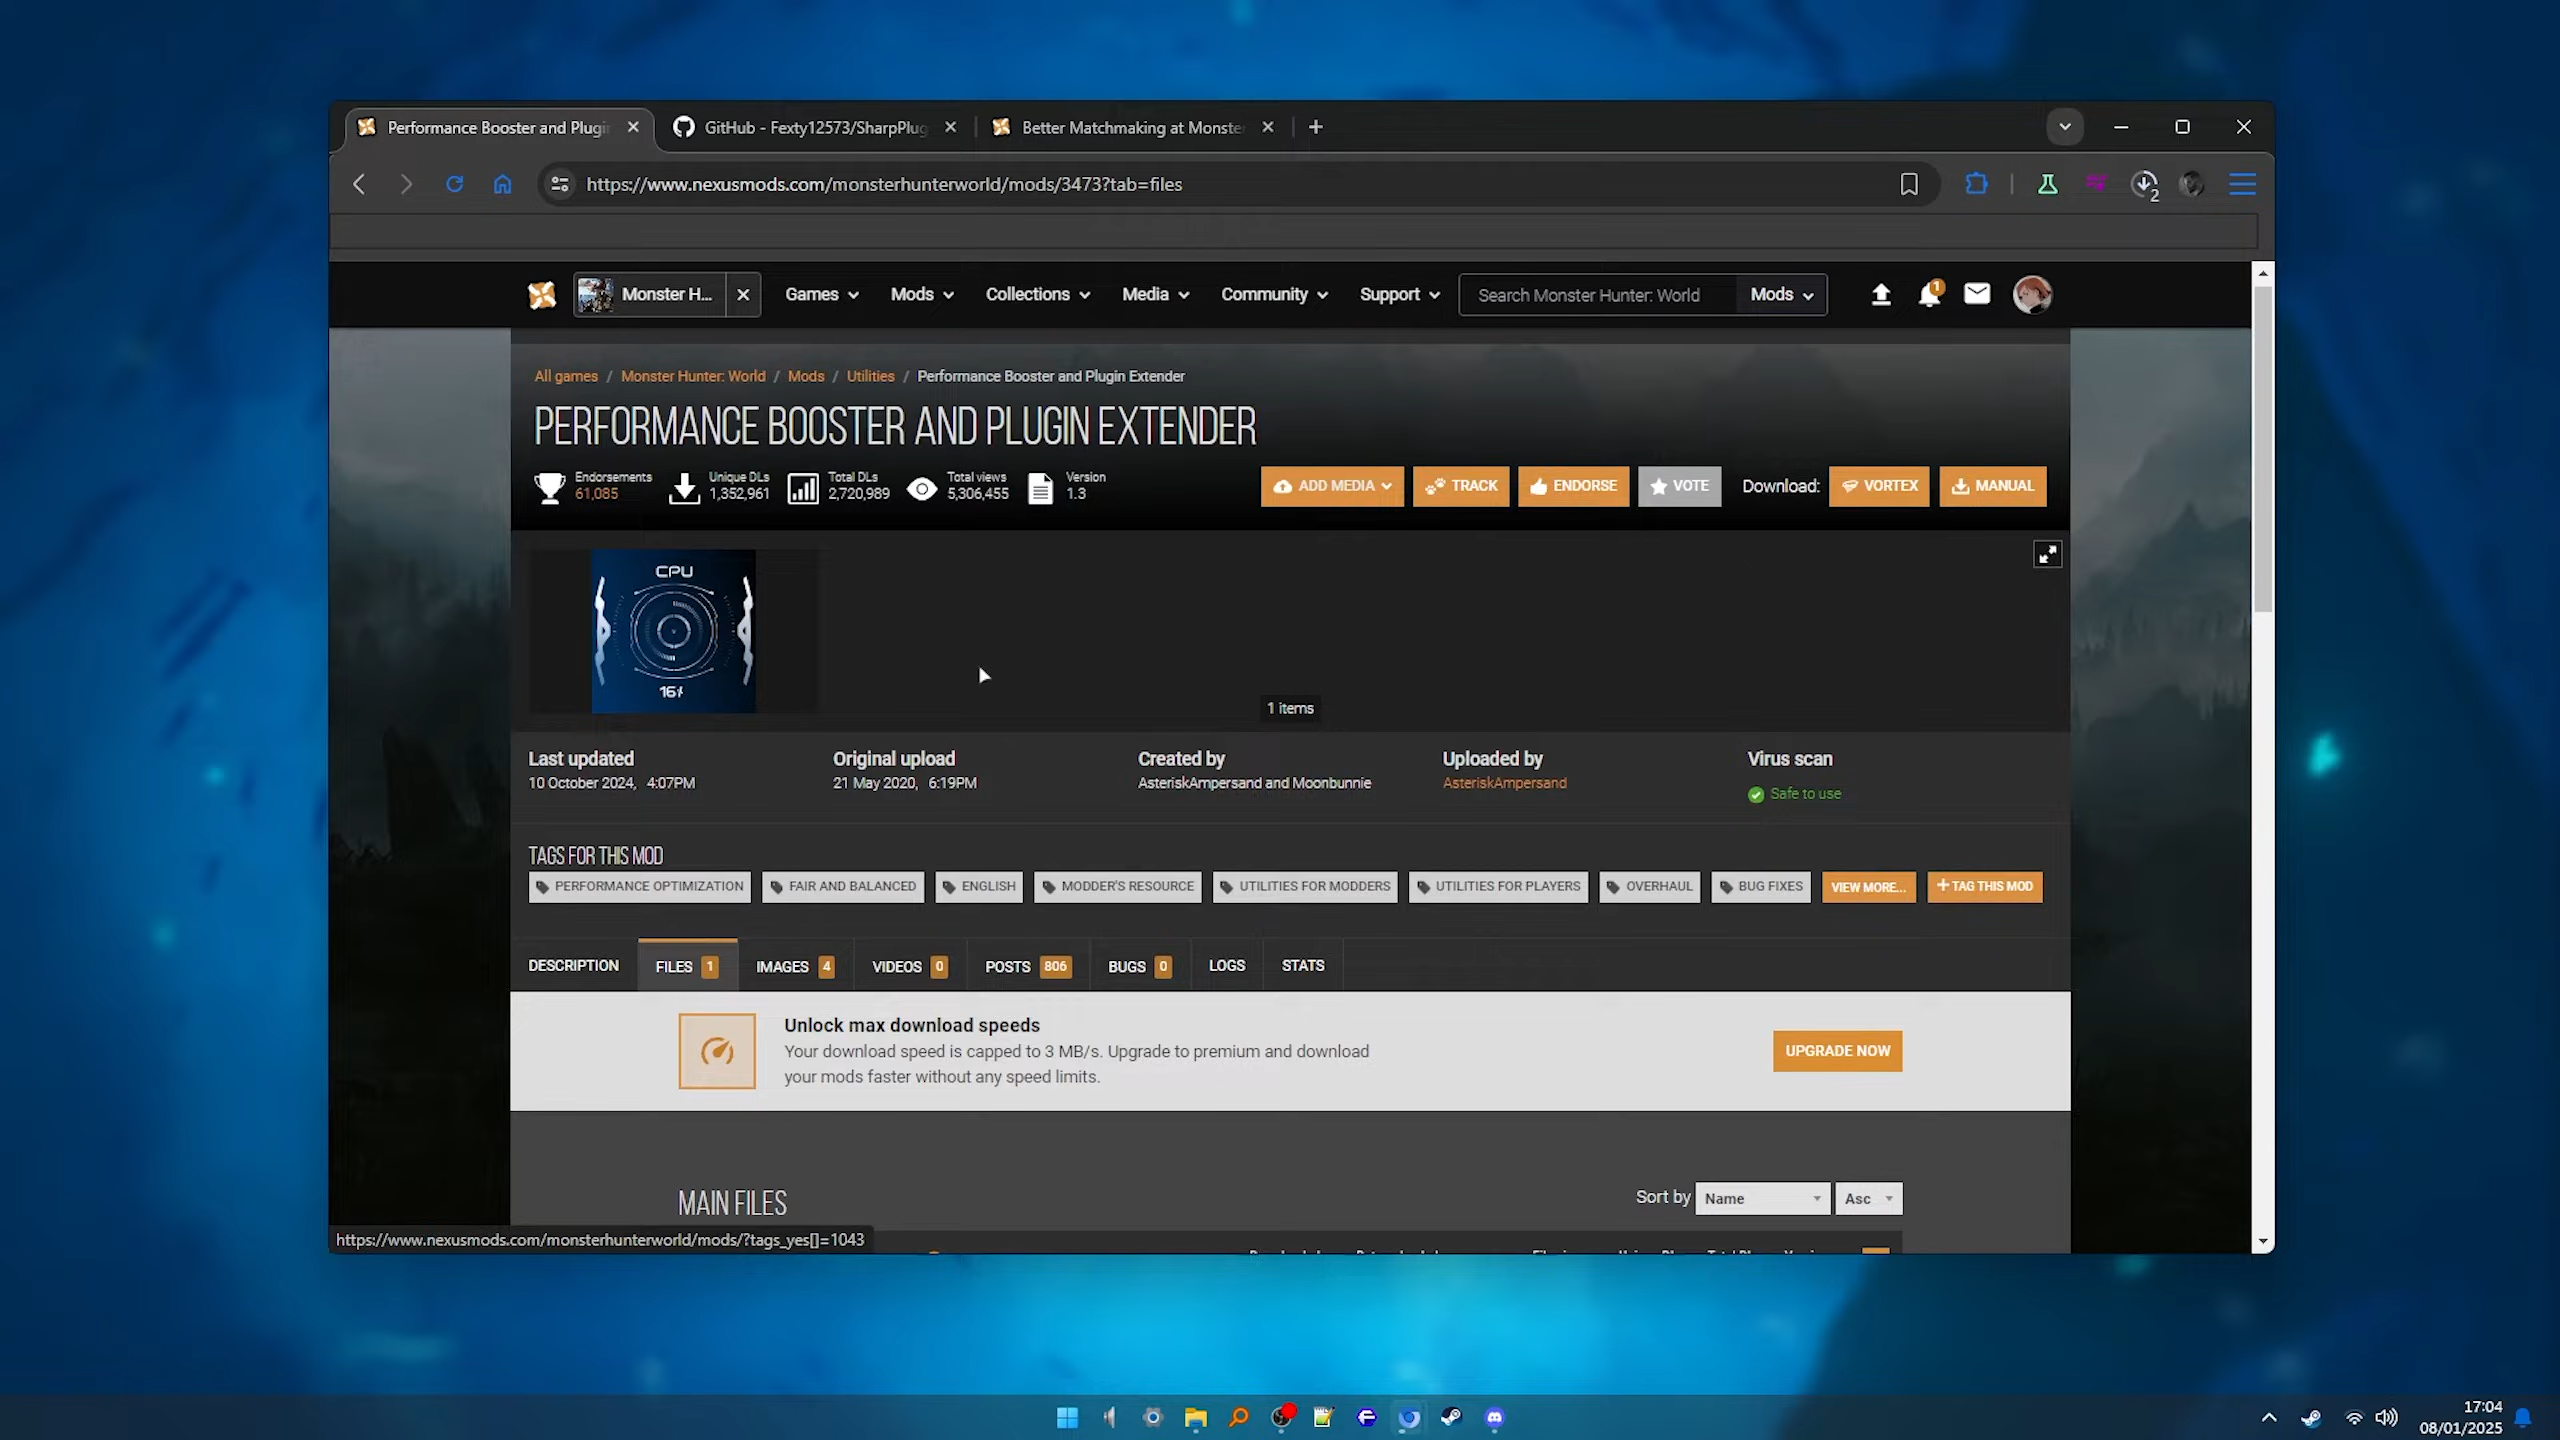 Performance Booster and Plugi
GitHub - Fexty12573/SharpPlug
Better Matchmaking at Monste
https://www.nexusmods.com/monsterhunterworld/mods/3473?tab=files
2
Monster H...
Games
Mods
Collections
Media
Community
Support
Search Monster Hunter: World
Mods
1
All games / Monster Hunter: World / Mods / Utilities / Performance Booster and Plugin Extender
PERFORMANCE BOOSTER AND PLUGIN EXTENDER
Endorsements
61,085
Unique DLs
1,352,961
Total DLs
2,720,989
Total views
5,306,455
Version
1.3
ADD MEDIA
TRACK
ENDORSE
VOTE
Download:
VORTEX
MANUAL
CPU
1 items
Last updated
10 October 2024, 4:07PM
Original upload
21 May 2020, 6:19PM
Created by
AsteriskAmpersand and Moonbunnie
Uploaded by
AsteriskAmpersand
Virus scan
Safe to use
TAGS FOR THIS MOD
PERFORMANCE OPTIMIZATION
FAIR AND BALANCED
ENGLISH
MODDER'S RESOURCE
UTILITIES FOR MODDERS
UTILITIES FOR PLAYERS
OVERHAUL
BUG FIXES
VIEW MORE...
+ TAG THIS MOD
DESCRIPTION
FILES 1
IMAGES 4
VIDEOS 0
POSTS 806
BUGS 0
LOGS
STATS
Unlock max download speeds
Your download speed is capped to 3 MB/s. Upgrade to premium and download
your mods faster without any speed limits.
UPGRADE NOW
MAIN FILES
Sort by
Name
Asc
https://www.nexusmods.com/monsterhunterworld/mods/?tags_yes[]=1043
17:04
08/01/2025